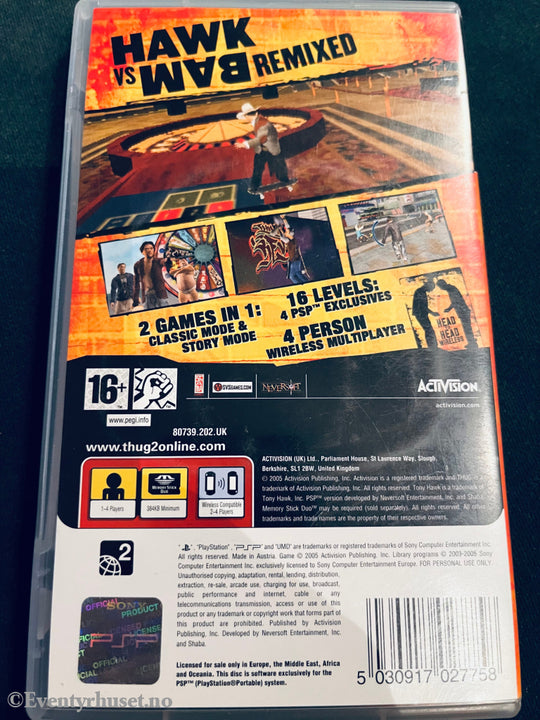 HAWK
VS BAM REMIXED
2 GAMES IN 1:
CLASSIC MODE &
STORY MODE
16 LEVELS:
4 PSP™ EXCLUSIVES
4 PERSON
WIRELESS MULTIPLAYER
HEAD
TO
HEAD
WIRELESS
16+
www.pegi.info
VVISIONS.COM
NEVERSOFT
ACTIVISION
activision.com
80739.202.UK
www.thug2online.com
1-4 Players
MEMORY STICK
DUO
384KB Minimum
Wireless Compatible
2-4 Players
ACTIVISION (UK) Ltd., Parliament House, St Laurence Way, Slough,
Berkshire, SL1 2BW, United Kingdom
© 2005 Activision Publishing, Inc. Activision is a registered trademark and THUG is a
trademark of Activision Publishing, Inc. All rights reserved. Tony Hawk is a trademark of
Tony Hawk. PSP™ version developed by Neversoft Entertainment, Inc. and Shaba.
Memory Stick Duo™ may be required (sold separately). All rights reserved. All other
trademarks and trade names are the property of their respective owners.
2
"PlayStation", "PSP" and "UMD" are trademarks or registered trademarks of Sony Computer
Entertainment Inc. All rights reserved. Made in Austria. Game © 2005 Activision Publishing, Inc. Library programs © 2003-2005 Sony
Computer Entertainment Inc. exclusively licensed to Sony Computer Entertainment Europe. FOR PERSONAL USE ONLY.
Unauthorised copying, adaptation, rental, lending, distribution,
extraction, re-sale, arcade use, charging for use, broadcast,
public performance and internet, cable or any
telecommunications transmission, access or use of this
product or any trademark or copyright work that forms part of
this product are prohibited. Published by Activision
Publishing, Inc. Developed by Neversoft Entertainment, Inc.
and Shaba.
Licensed for sale only in Europe, the Middle East, Africa
and Oceania. This disc is software exclusively for the
PSP™ (PlayStation®Portable) system.
OFFICIAL
SONY
PRODUCT
LICENSED
PSP
5 030917 027758
© Eventyrhuset.no